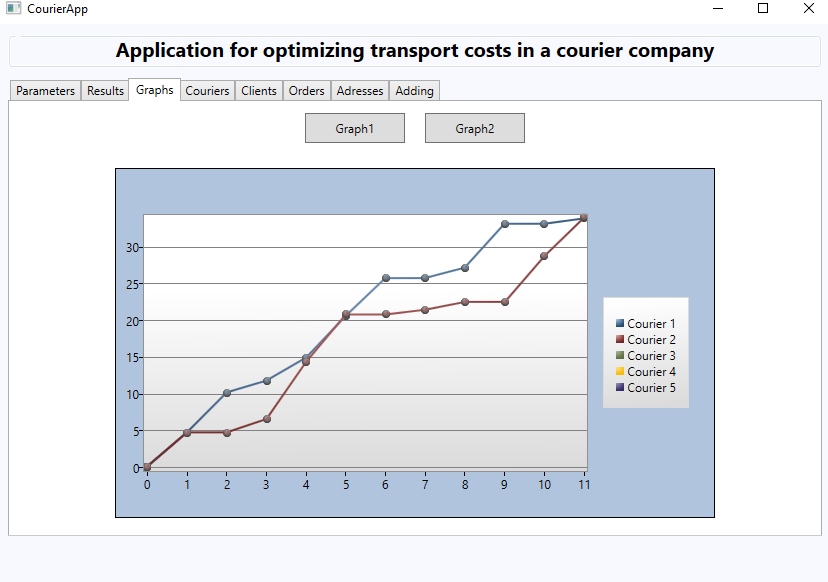 CourierApp
Application for optimizing transport costs in a courier company
Parameters Results Graphs Couriers Clients Orders Adresses Adding
Graph1 Graph2
30
25
20
15
10
5
0
0 1 2 3 4 5 6 7 8 9 10 11
Courier 1
Courier 2
Courier 3
Courier 4
Courier 5